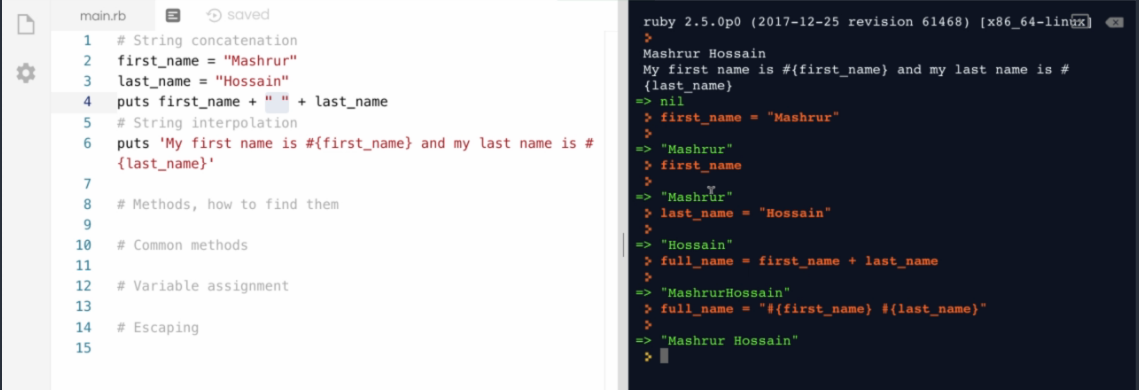 main.rb
saved
1 # String concatenation
2 first_name = "Mashrur"
3 last_name = "Hossain"
4 puts first_name + " " + last_name
5 # String interpolation
6 puts 'My first name is #{first_name} and my last name is #
{last_name}'
7
8 # Methods, how to find them
9
10 # Common methods
11
12 # Variable assignment
13
14 # Escaping
15
ruby 2.5.0p0 (2017-12-25 revision 61468) [x86_64-linux]
Mashrur Hossain
My first name is #{first_name} and my last name is #
{last_name}
=> nil
first_name = "Mashrur"
=> "Mashrur"
first_name
=> "Mashrur"
last_name = "Hossain"
=> "Hossain"
full_name = first_name + last_name
=> "MashrurHossain"
full_name = "#{first_name} #{last_name}"
=> "Mashrur Hossain"